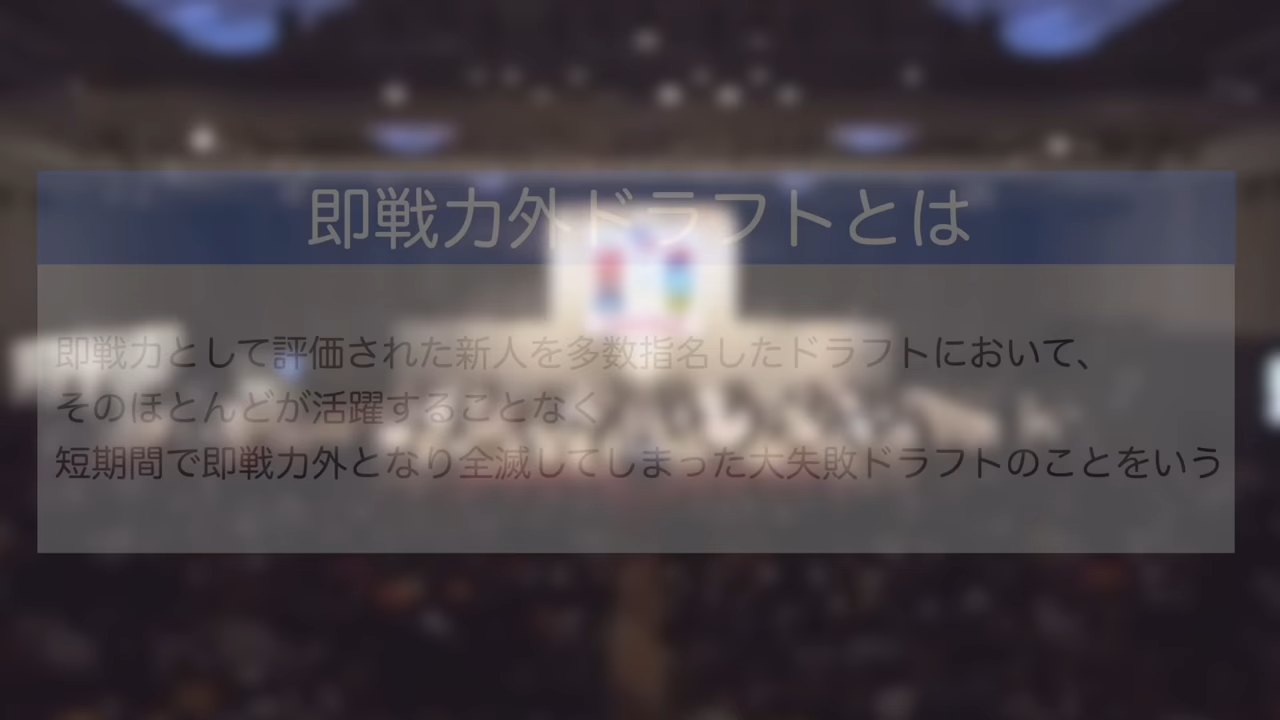 即戦力外ドラフトとは
即戦力として評価された新人を多数指名したドラフトにおいて、
そのほとんどが活躍することなく
短期間で即戦力外となり全滅してしまった大失敗ドラフトのことをいう